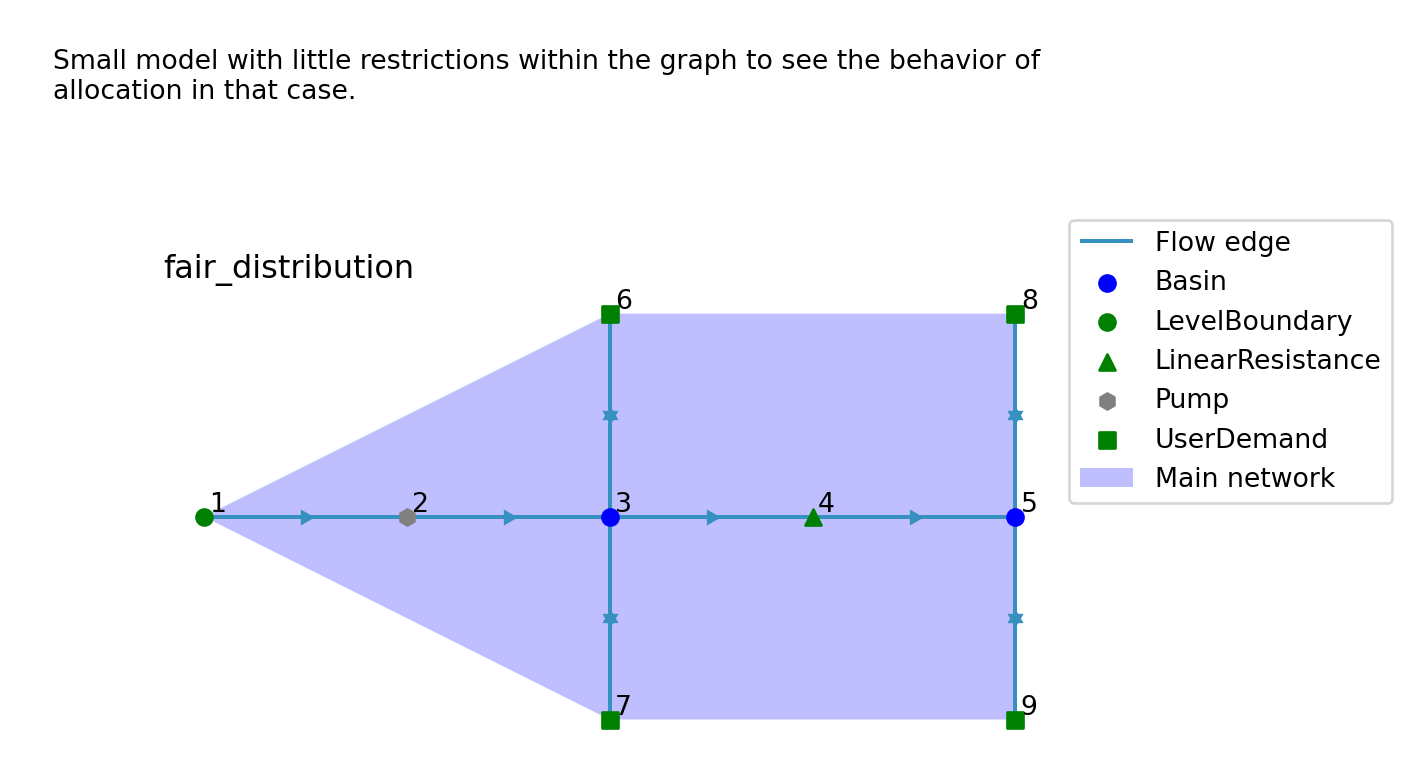 Small model with little restrictions within the graph to see the behavior of
allocation in that case.
fair_distribution
Flow edge
Basin
LevelBoundary
LinearResistance
Pump
UserDemand
Main network
6
8
1
2
3
4
5
7
9